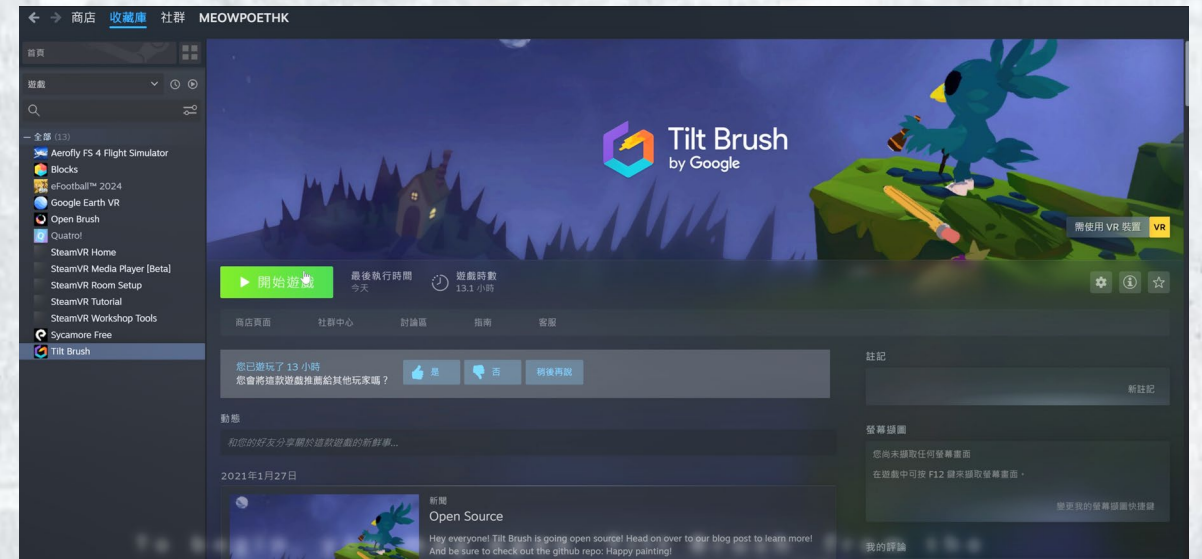 商店 收藏庫 社群 MEOWPOETHK
首頁
遊戲
全部 (13)
Aerofly FS 4 Flight Simulator
Blocks
eFootball™ 2024
Google Earth VR
Open Brush
Quatro!
SteamVR Home
SteamVR Media Player [Beta]
SteamVR Room Setup
SteamVR Tutorial
SteamVR Workshop Tools
Sycamore Free
Tilt Brush
Tilt Brush
by Google
需使用 VR 裝置 VR
開始遊戲
最後執行時間
今天
遊戲時數
13.1 小時
商店頁面 社群中心 討論區 指南 客服
您已遊玩了 13 小時
您會將這款遊戲推薦給其他玩家嗎？
是 否 稍後再說
動態
和您的好友分享關於這款遊戲的新鮮事...
2021年1月27日
新聞
Open Source
Hey everyone! Tilt Brush is going open source! Head on over to our blog post to learn more!
And be sure to check out the github repo: Happy painting!
註記
新註記
螢幕擷圖
您尚未擷取任何螢幕畫面
在遊戲中可按 F12 鍵來擷取螢幕畫面。
變更我的螢幕擷圖快捷鍵
我的評論